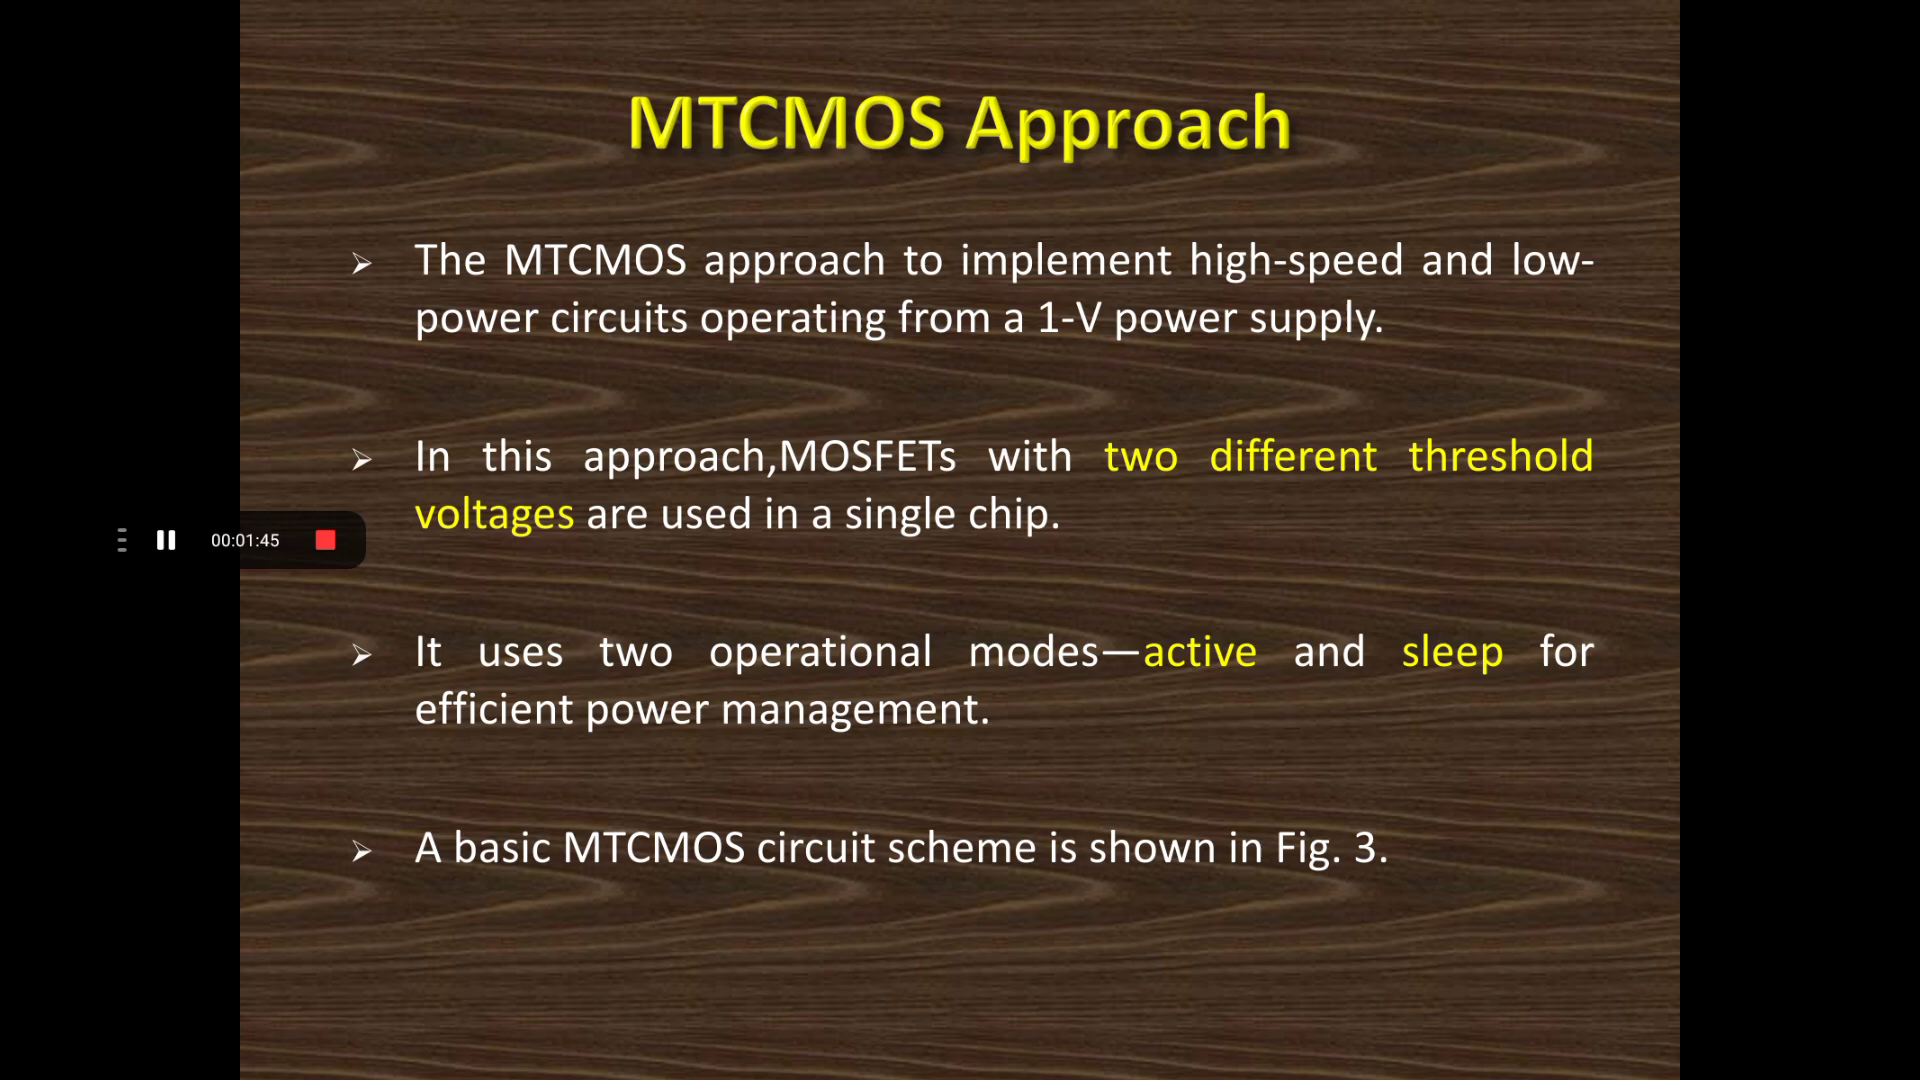 MTCMOS Approach
➢ The MTCMOS approach to implement high-speed and low-
power circuits operating from a 1-V power supply.
➢ In this approach,MOSFETs with two different threshold
voltages are used in a single chip.
00:01:45
➢ It uses two operational modes—active and sleep for
efficient power management.
➢ A basic MTCMOS circuit scheme is shown in Fig. 3.